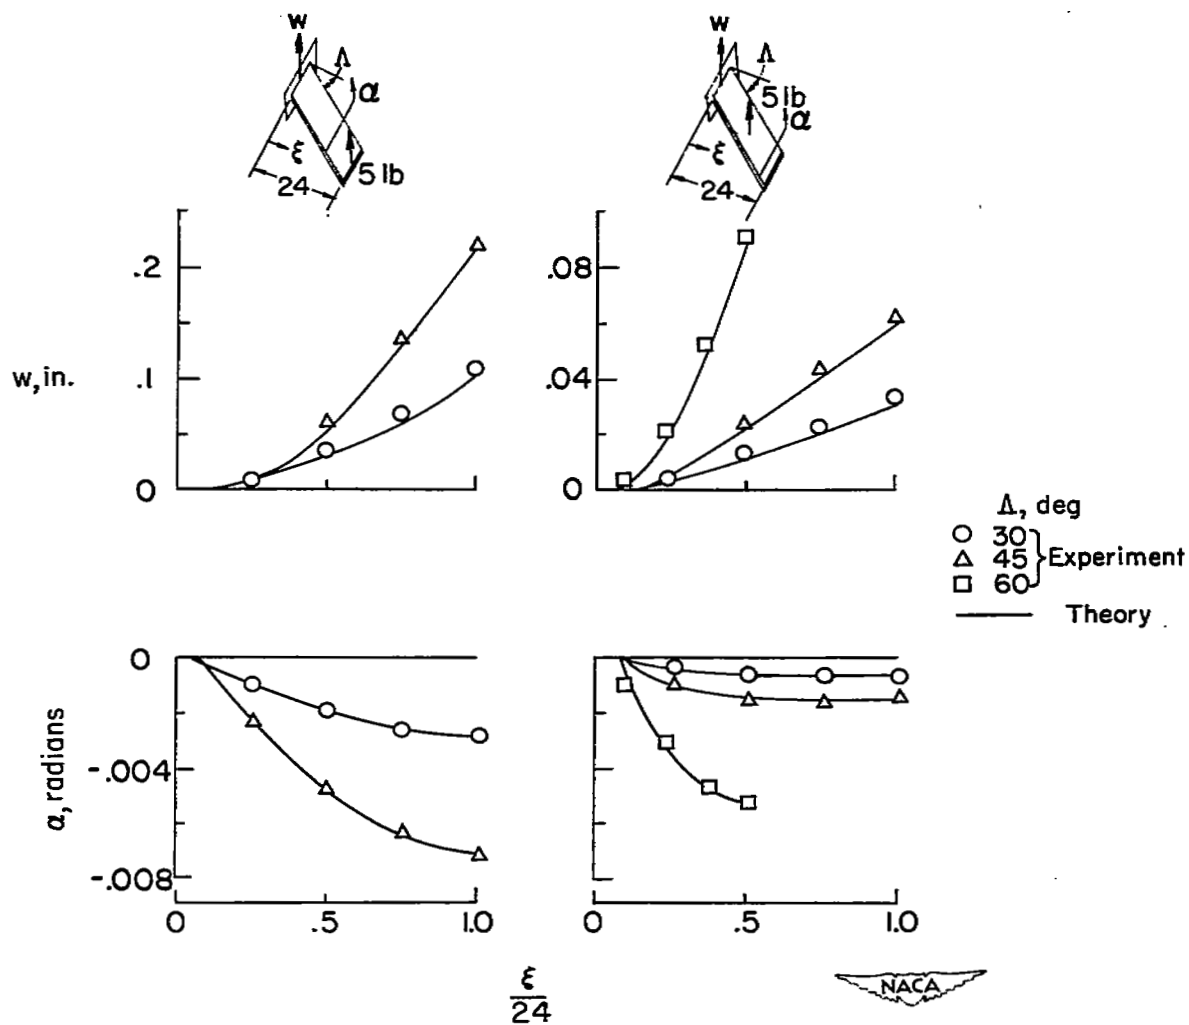 w
Λ
α
ξ
5 lb
24
w
Λ
5 lb
α
ξ
24
.2
.1
0
w, in.
.08
.04
0
Λ, deg
30
45
60
Experiment
Theory
0
-.004
-.008
α, radians
0
.5
1.0
0
.5
1.0
ξ
24
NACA